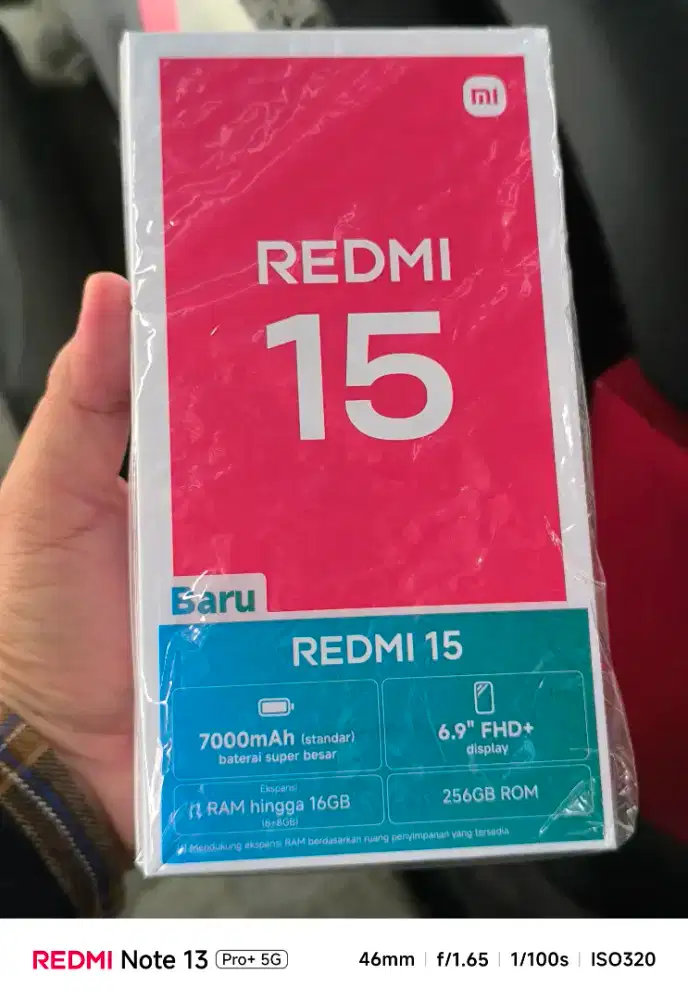 mi
REDMI
15
Baru
REDMI 15
7000mAh (standar)
baterai super besar
6.9" FHD+
display
Ekspansi
RAM hingga 16GB
(8+8GB)
256GB ROM
Mendukung ekspansi RAM berdasarkan ruang penyimpanan yang tersedia
REDMI Note 13 Pro+ 5G
46mm | f/1.65 | 1/100s | ISO320